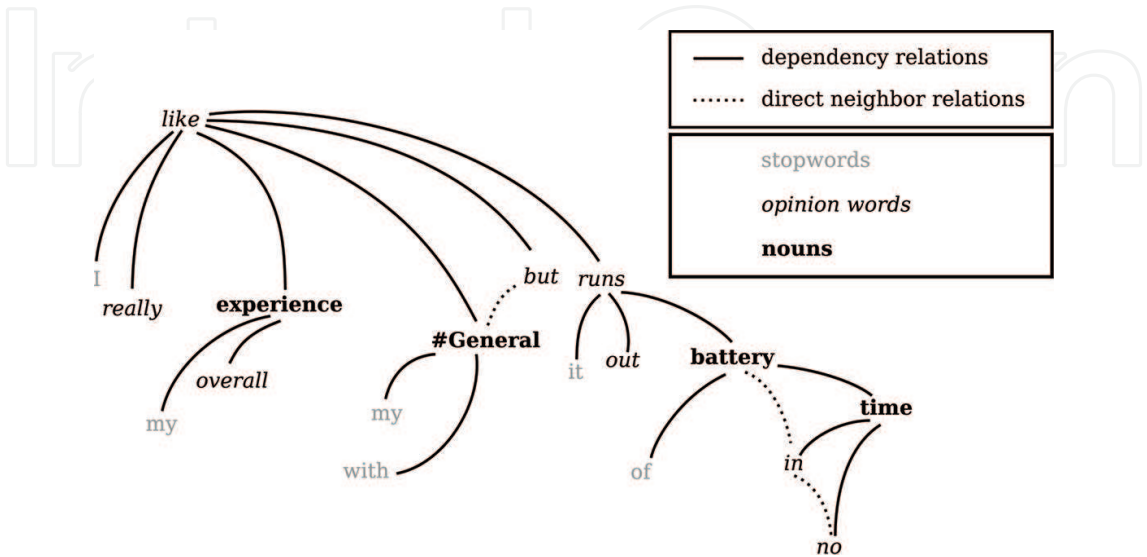 dependency relations
direct neighbor relations
stopwords
opinion words
nouns
like
I
really
experience
overall
my
#General
my
with
but
runs
it
out
battery
of
time
in
no